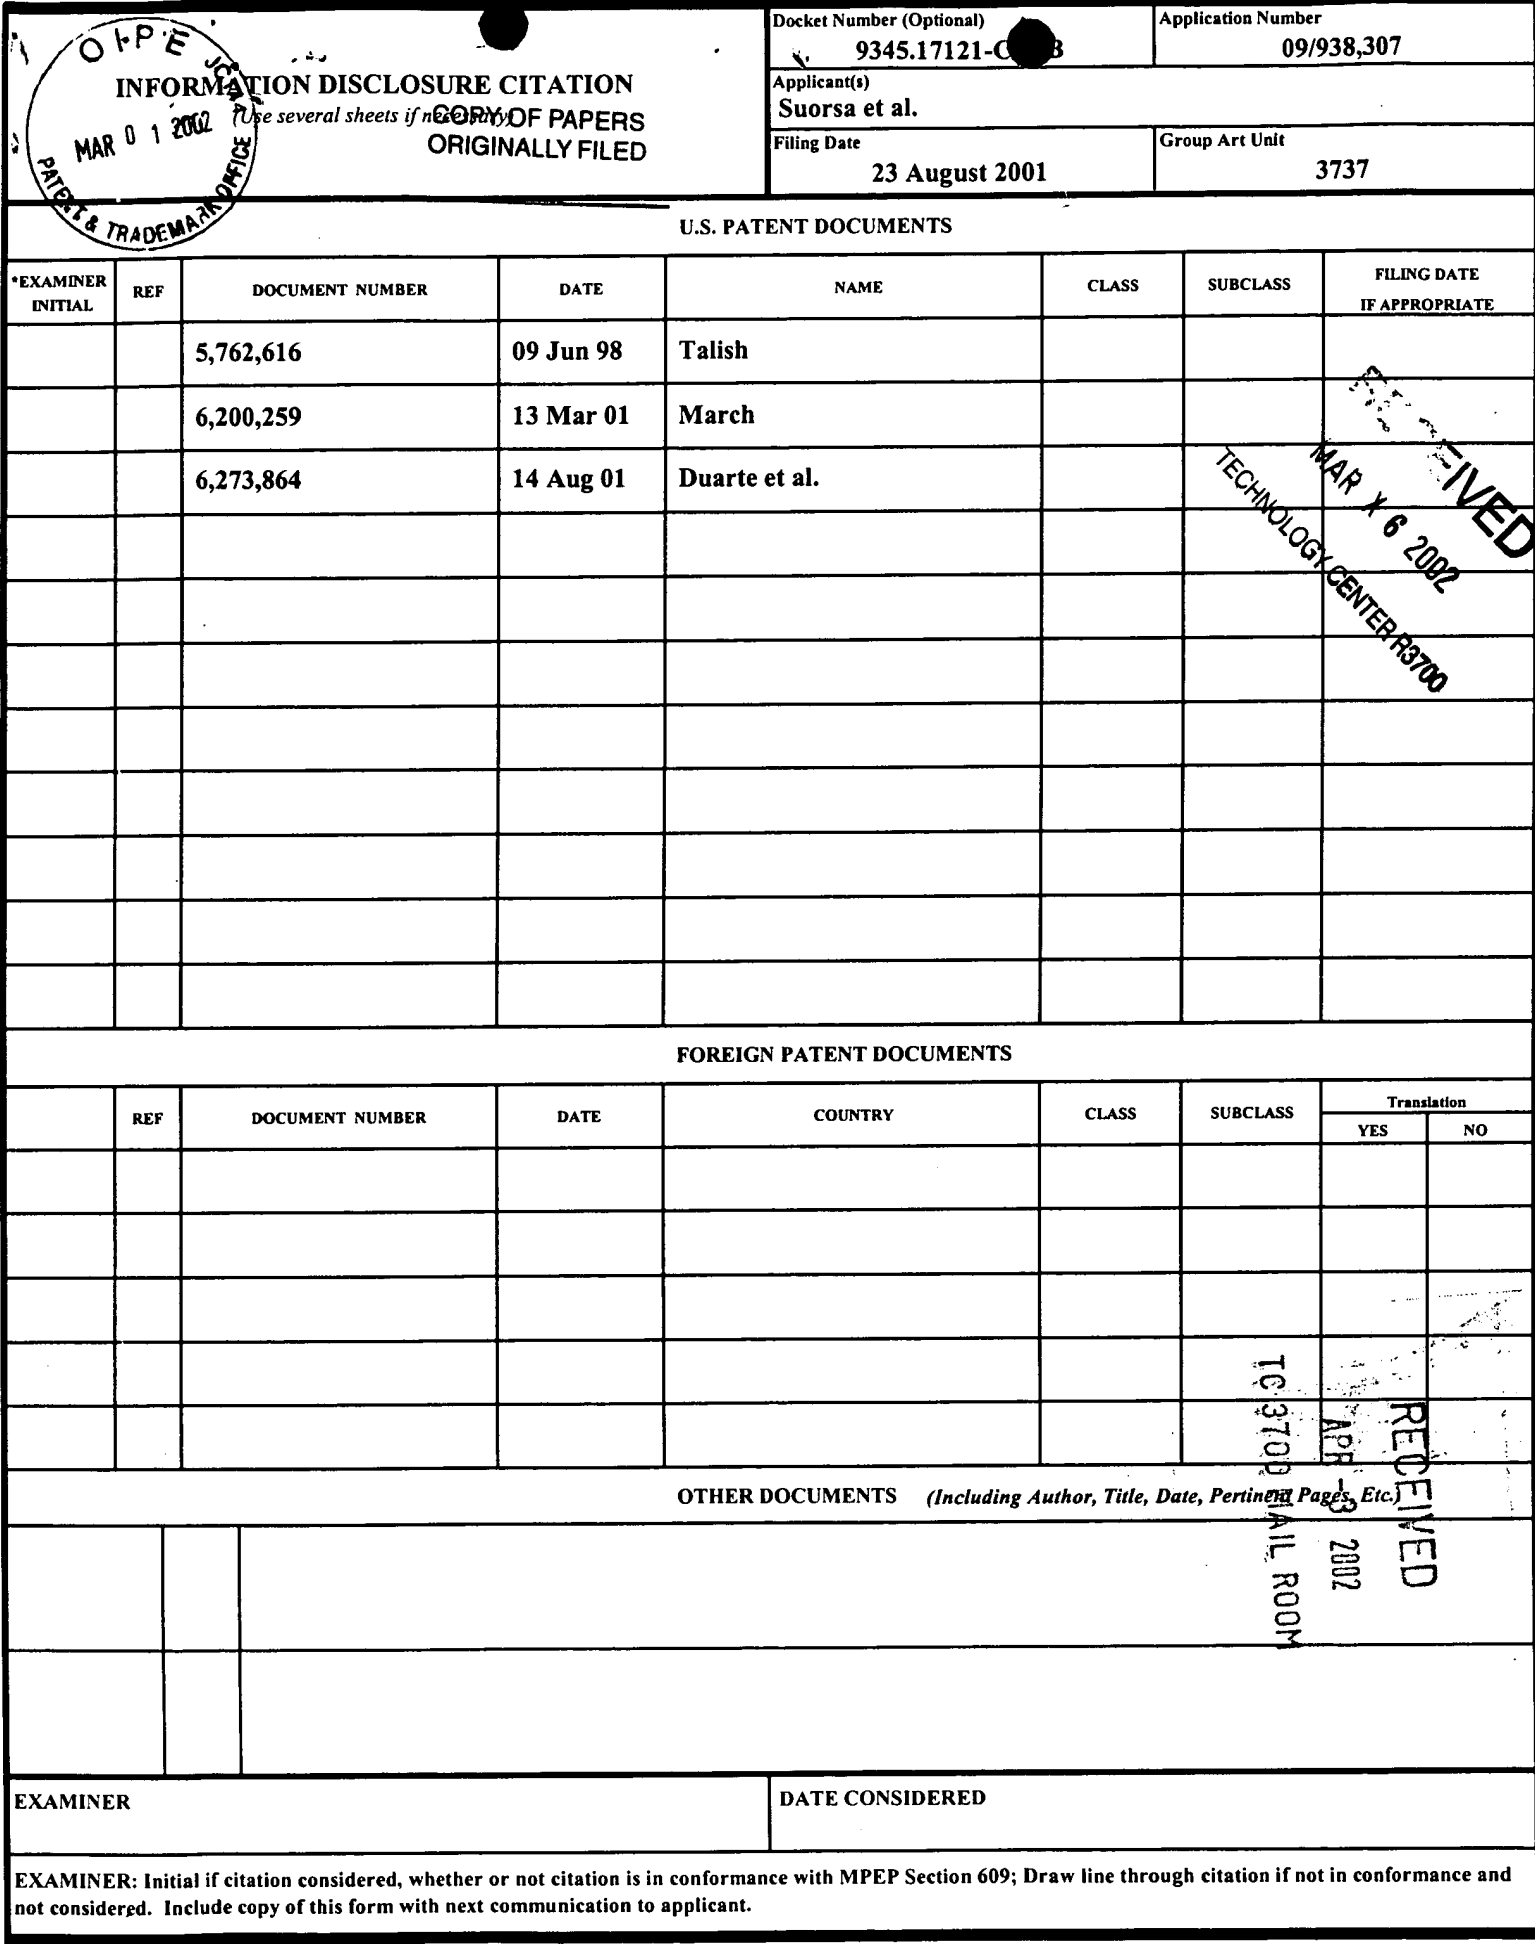 OIPE
JC
MAR 0 1 2002
PATENT & TRADEMARK OFFICE
INFORMATION DISCLOSURE CITATION
(Use several sheets if necessary)
COPY OF PAPERS
ORIGINALLY FILED
Docket Number (Optional)
9345.17121-C
Application Number
09/938,307
Applicant(s)
Suorsa et al.
Filing Date
23 August 2001
Group Art Unit
3737
U.S. PATENT DOCUMENTS
*EXAMINER INITIAL REF DOCUMENT NUMBER DATE NAME CLASS SUBCLASS FILING DATE IF APPROPRIATE
5,762,616 09 Jun 98 Talish
6,200,259 13 Mar 01 March
6,273,864 14 Aug 01 Duarte et al.
RECEIVED
MAR X 6 2002
TECHNOLOGY CENTER R3700
FOREIGN PATENT DOCUMENTS
REF DOCUMENT NUMBER DATE COUNTRY CLASS SUBCLASS Translation
YES NO
RECEIVED
APR -3 2002
TC 3700 MAIL ROOM
OTHER DOCUMENTS (Including Author, Title, Date, Pertinent Pages, Etc.)
EXAMINER
DATE CONSIDERED
EXAMINER: Initial if citation considered, whether or not citation is in conformance with MPEP Section 609; Draw line through citation if not in conformance and
not considered. Include copy of this form with next communication to applicant.